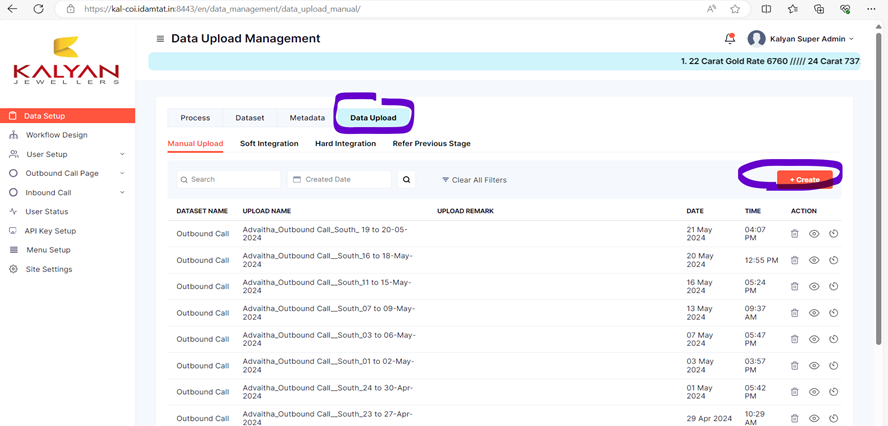 https://kal-coi.idamtat.in:8443/en/data_management/data_upload_manual/
KALYAN
JEWELLERS
Data Upload Management
Kalyan Super Admin
1. 22 Carat Gold Rate 6760 ///// 24 Carat 737
Data Setup
Workflow Design
User Setup
Outbound Call Page
Inbound Call
User Status
API Key Setup
Menu Setup
Site Settings
Process Dataset Metadata Data Upload
Manual Upload Soft Integration Hard Integration Refer Previous Stage
Search Created Date Clear All Filters + Create
DATASET NAME UPLOAD NAME UPLOAD REMARK DATE TIME ACTION
Outbound Call Advaitha_Outbound Call_South_ 19 to 20-05-2024 21 May 2024 04:07 PM
Outbound Call Advaitha_Outbound Call__South_16 to 18-May-2024 20 May 2024 12:55 PM
Outbound Call Advaitha_Outbound Call__South_11 to 15-May-2024 16 May 2024 05:24 PM
Outbound Call Advaitha_Outbound Call__South_07 to 09-May-2024 13 May 2024 09:37 AM
Outbound Call Advaitha_Outbound Call__South_03 to 06-May-2024 07 May 2024 05:47 PM
Outbound Call Advaitha_Outbound Call__South_01 to 02-May-2024 03 May 2024 03:57 PM
Outbound Call Advaitha_Outbound Call__South_24 to 30-Apr-2024 01 May 2024 05:42 PM
Outbound Call Advaitha_Outbound Call__South_23 to 27-Apr-2024 29 Apr 2024 10:29 AM